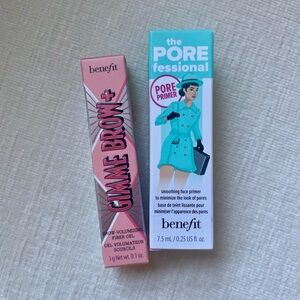 benefit
GIMME BROW+
BROW-VOLUMIZING
FIBER GEL
GEL VOLUMATEUR
SOURCILS
3 g Net wt. 0.1 oz.
the
PORE
fessional
PORE
PRIMER
smoothing face primer
to minimize the look of pores
base de teint lissante pour
minimiser l'apparence des pores
benefit
7.5 mL / 0.25 US fl. oz.